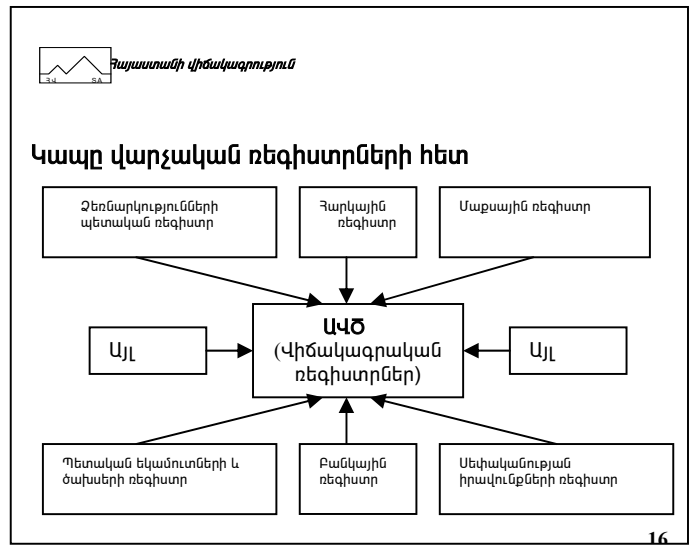 Հայաստանի վիճակագրություն
ՀՎ SA
Կապը վարչական ռեգիստրների հետ
Ձեռնարկությունների
պետական ռեգիստր
Հարկային
ռեգիստր
Մաքսային ռեգիստր
Այլ
ԱՎԾ
(Վիճակագրական
ռեգիստրներ)
Այլ
Պետական եկամուտների և
ծախսերի ռեգիստր
Բանկային
ռեգիստր
Սեփականության
իրավունքների ռեգիստր
16